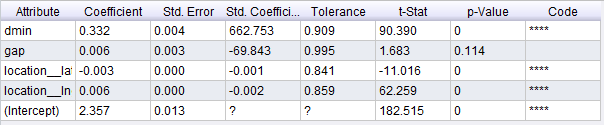 Attribute Coefficient Std. Error Std. Coeffici... Tolerance t-Stat p-Value Code
dmin 0.332 0.004 662.753 0.909 90.390 0 ****
gap 0.006 0.003 -69.843 0.995 1.683 0.114
location__lat -0.003 0.000 -0.001 0.841 -11.016 0 ****
location__ln 0.006 0.000 -0.002 0.859 62.259 0 ****
(Intercept) 2.357 0.013 ? ? 182.515 0 ****